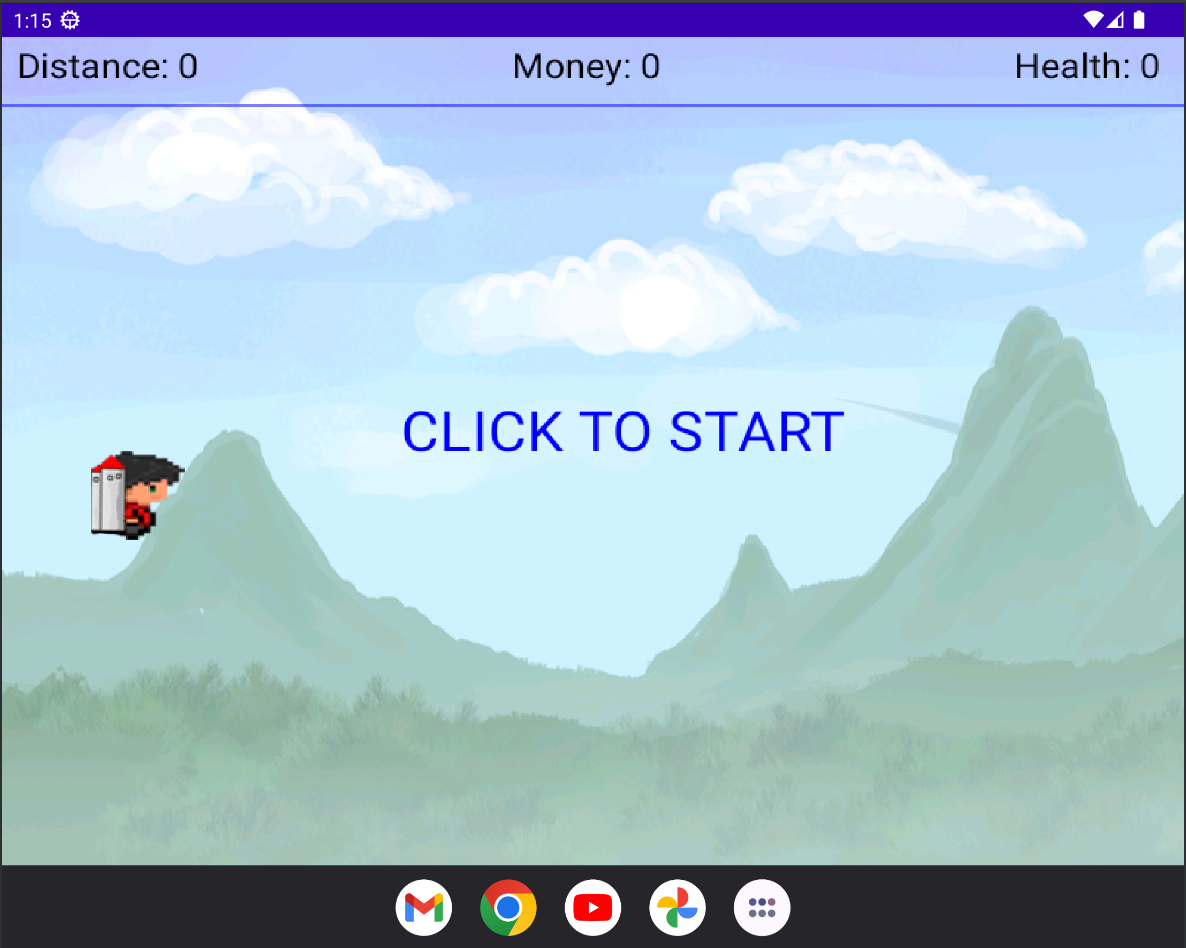 1:15
Distance: 0
Money: 0
Health: 0
CLICK TO START